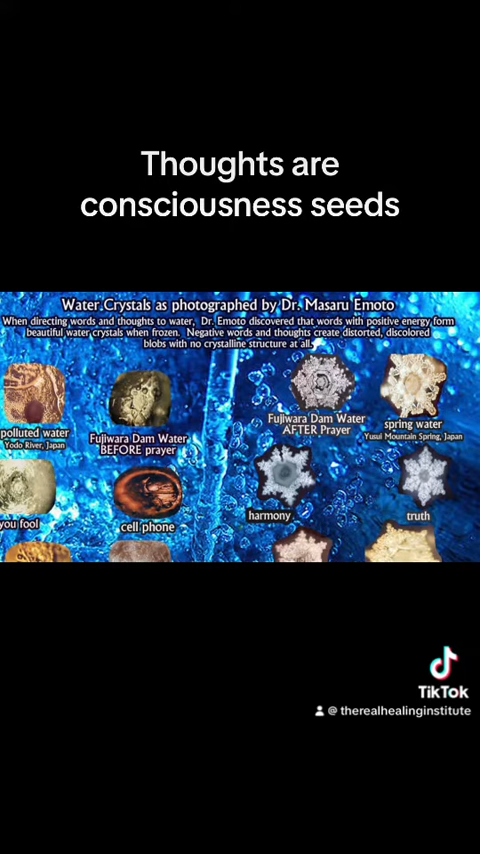 Thoughts are
consciousness seeds
Water Crystals as photographed by Dr. Masaru Emoto
When directing words and thoughts to water, Dr. Emoto discovered that words with positive energy form
beautiful water crystals when frozen. Negative words and thoughts create distorted, discolored
blobs with no crystalline structure at all.
polluted water
Yodo River, Japan
Fujiwara Dam Water
BEFORE prayer
Fujiwara Dam Water
AFTER Prayer
spring water
Yusui Mountain Spring, Japan
you fool
cell phone
harmony
truth
TikTok
@ therealhealinginstitute